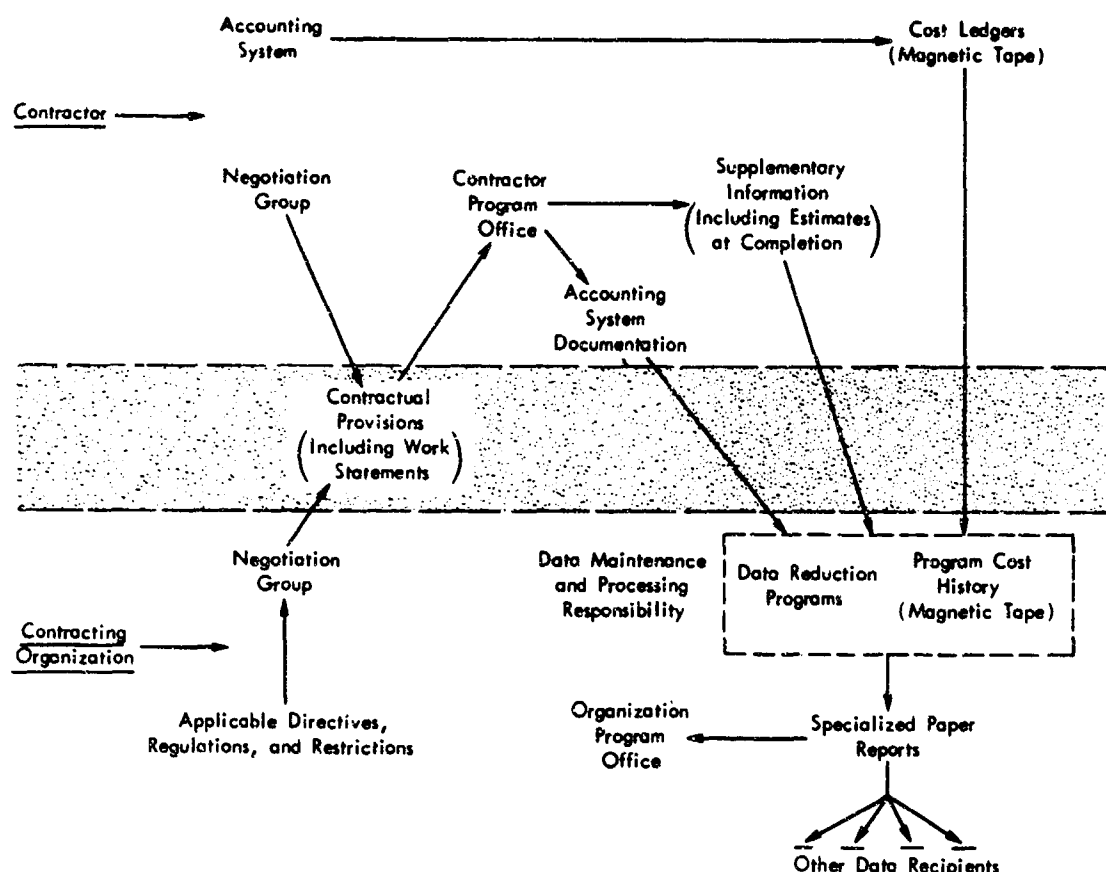 Accounting
System
Cost Ledgers
(Magnetic Tape)
Contractor
Negotiation
Group
Contractor
Program
Office
Supplementary
Information
(Including Estimates
at Completion)
Accounting
System
Documentation
Contractual
Provisions
(Including Work
Statements)
Negotiation
Group
Data Maintenance
and Processing
Responsibility
Data Reduction
Programs
Program Cost
History
(Magnetic Tape)
Contracting
Organization
Applicable Directives,
Regulations, and Restrictions
Organization
Program
Office
Specialized Paper
Reports
Other Data Recipients